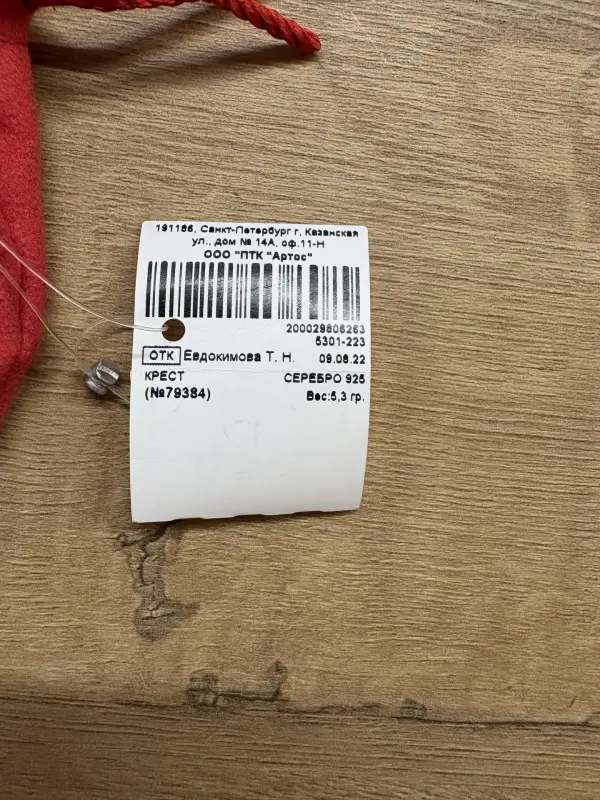 191186, Санкт-Петербург г, Казанская
ул., дом № 14А, оф.11-Н
ООО "ПТК "Артос"
200029806263
5301-223
ОТК Евдокимова Т. Н. 09.08.22
КРЕСТ СЕРЕБРО 925
(№79384) Вес:5,3 гр.